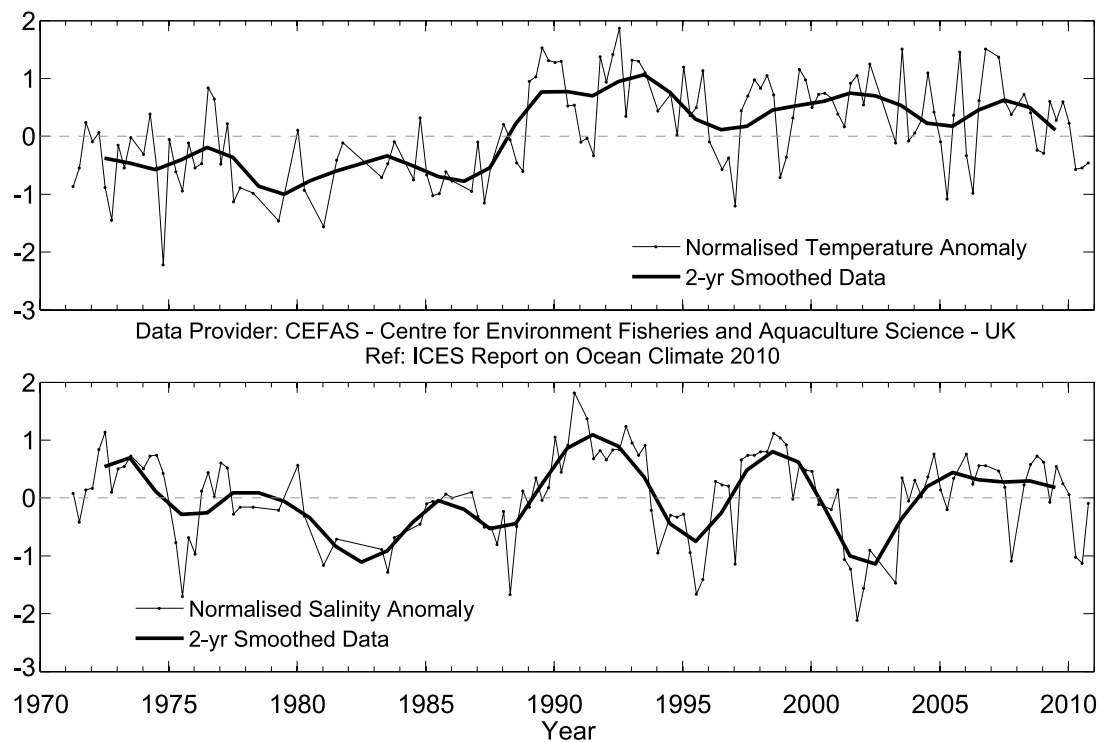 2
1
0
-1
-2
-3
Normalised Temperature Anomaly
2-yr Smoothed Data
Data Provider: CEFAS - Centre for Environment Fisheries and Aquaculture Science - UK
Ref: ICES Report on Ocean Climate 2010
2
1
0
-1
-2
-3
Normalised Salinity Anomaly
2-yr Smoothed Data
1970 1975 1980 1985 1990 1995 2000 2005 2010
Year